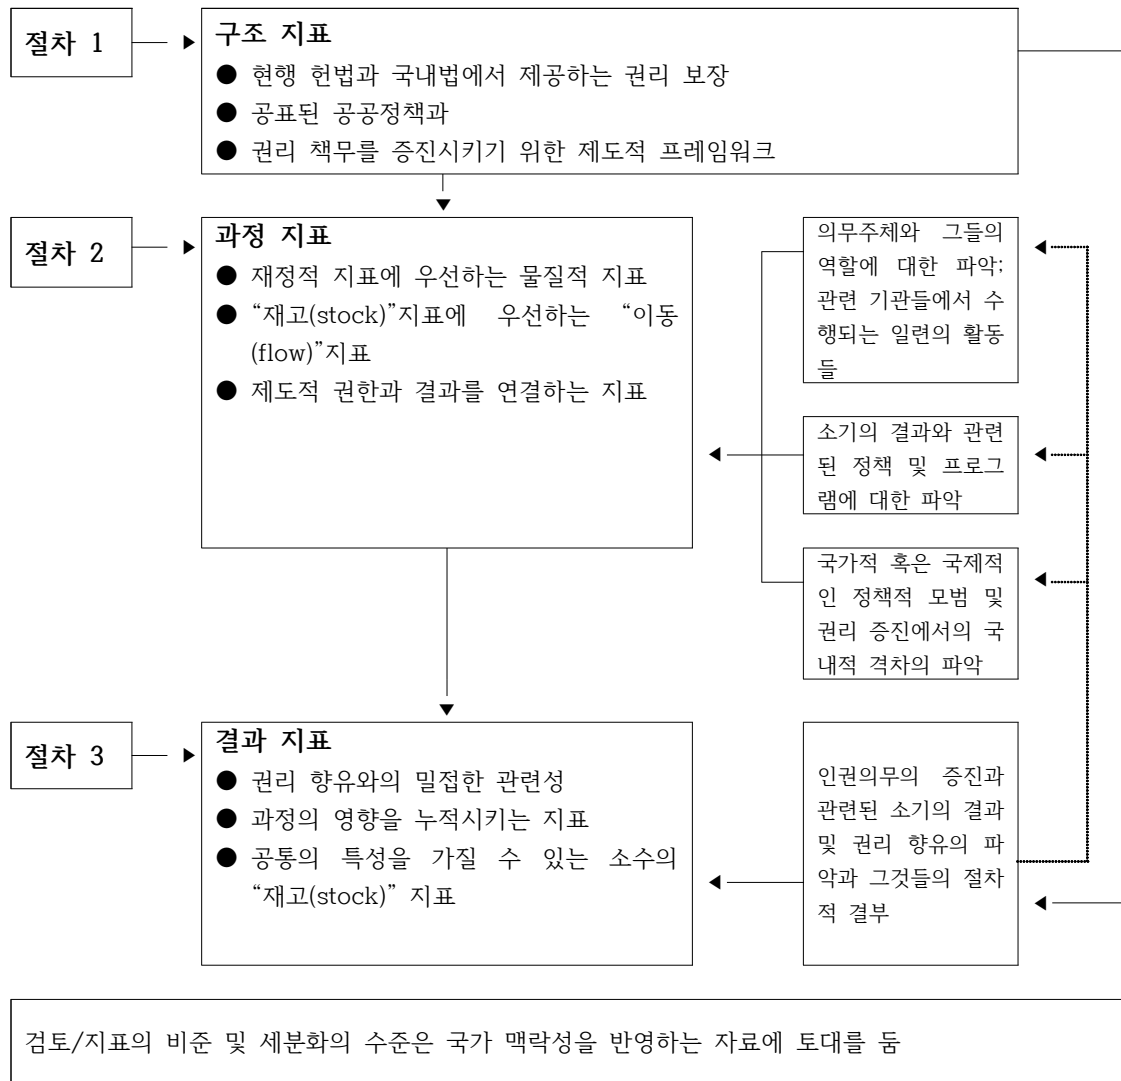 절차 1
구조 지표
● 현행 헌법과 국내법에서 제공하는 권리 보장
● 공표된 공공정책과
● 권리 책무를 증진시키기 위한 제도적 프레임워크
절차 2
과정 지표
● 재정적 지표에 우선하는 물질적 지표
● “재고(stock)”지표에 우선하는 “이동
(flow)”지표
● 제도적 권한과 결과를 연결하는 지표
의무주체와 그들의
역할에 대한 파악;
관련 기관들에서 수
행되는 일련의 활동
들
소기의 결과와 관련
된 정책 및 프로그
램에 대한 파악
국가적 혹은 국제적
인 정책적 모범 및
권리 증진에서의 국
내적 격차의 파악
절차 3
결과 지표
● 권리 향유와의 밀접한 관련성
● 과정의 영향을 누적시키는 지표
● 공통의 특성을 가질 수 있는 소수의
“재고(stock)” 지표
인권의무의 증진과
관련된 소기의 결과
및 권리 향유의 파
악과 그것들의 절차
적 결부
검토/지표의 비준 및 세분화의 수준은 국가 맥락성을 반영하는 자료에 토대를 둠